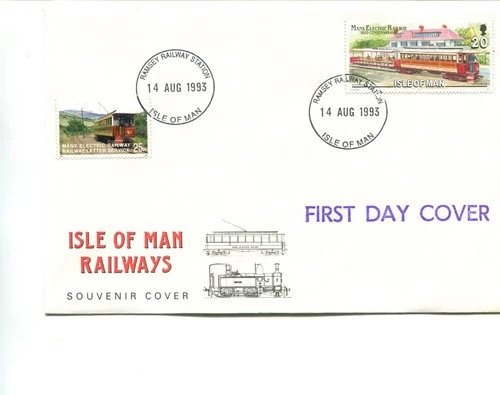 RAMSEY RAILWAY STATION
14 AUG 1993
ISLE OF MAN
MANX ELECTRIC RAILWAY
20
ISLE OF MAN
RAMSEY RAILWAY STATION
14 AUG 1993
ISLE OF MAN
MANX ELECTRIC RAILWAY
RAILWAY LETTER SERVICE
25
FIRST DAY COVER
ISLE OF MAN
RAILWAYS
SOUVENIR COVER